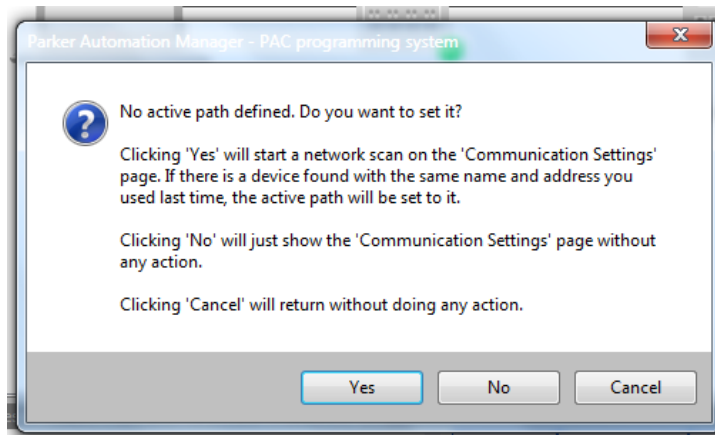 Parker Automation Manager - PAC programming system
No active path defined. Do you want to set it?
Clicking 'Yes' will start a network scan on the 'Communication Settings'
page. If there is a device found with the same name and address you
used last time, the active path will be set to it.
Clicking 'No' will just show the 'Communication Settings' page without
any action.
Clicking 'Cancel' will return without doing any action.
Yes No Cancel